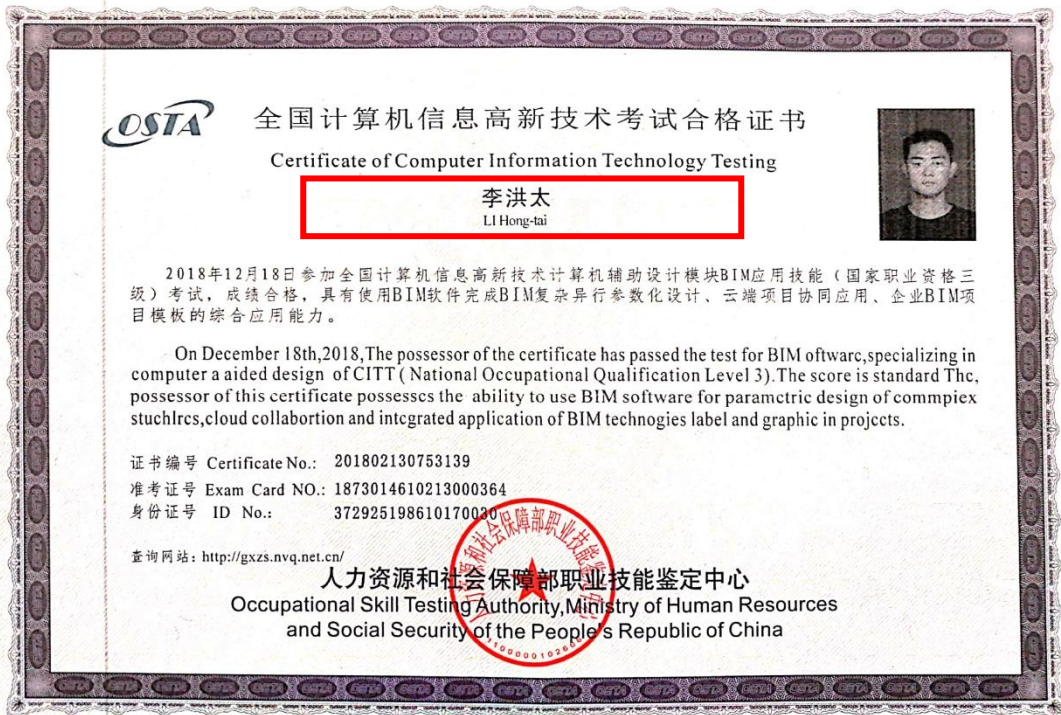 OSTA
全国计算机信息高新技术考试合格证书
Certificate of Computer Information Technology Testing
李洪太
LI Hong-tai
2018年12月18日参加全国计算机信息高新技术计算机辅助设计模块BIM应用技能（国家职业资格三
级）考试，成绩合格，具有使用BIM软件完成BIM复杂异行参数化设计、云端项目协同应用、企业BIM项
目模板的综合应用能力。
On December 18th,2018,The possessor of the certificate has passed the test for BIM oftwarc,specializing in
computer a aided design of CITT ( National Occupational Qualification Level 3).The score is standard Thc,
possessor of this certificate possesscs the ability to use BIM software for paramctric design of commpiex
stuchlrcs,cloud collabortion and intcgrated application of BIM technogies label and graphic in projccts.
证书编号 Certificate No.: 201802130753139
准考证号 Exam Card NO.: 1873014610213000364
身份证号 ID No.: 372925198610170030
查询网站: http://gxzs.nvq.net.cn/
人力资源和社会保障部职业技能鉴定中心
Occupational Skill Testing Authority,Ministry of Human Resources
and Social Security of the People's Republic of China